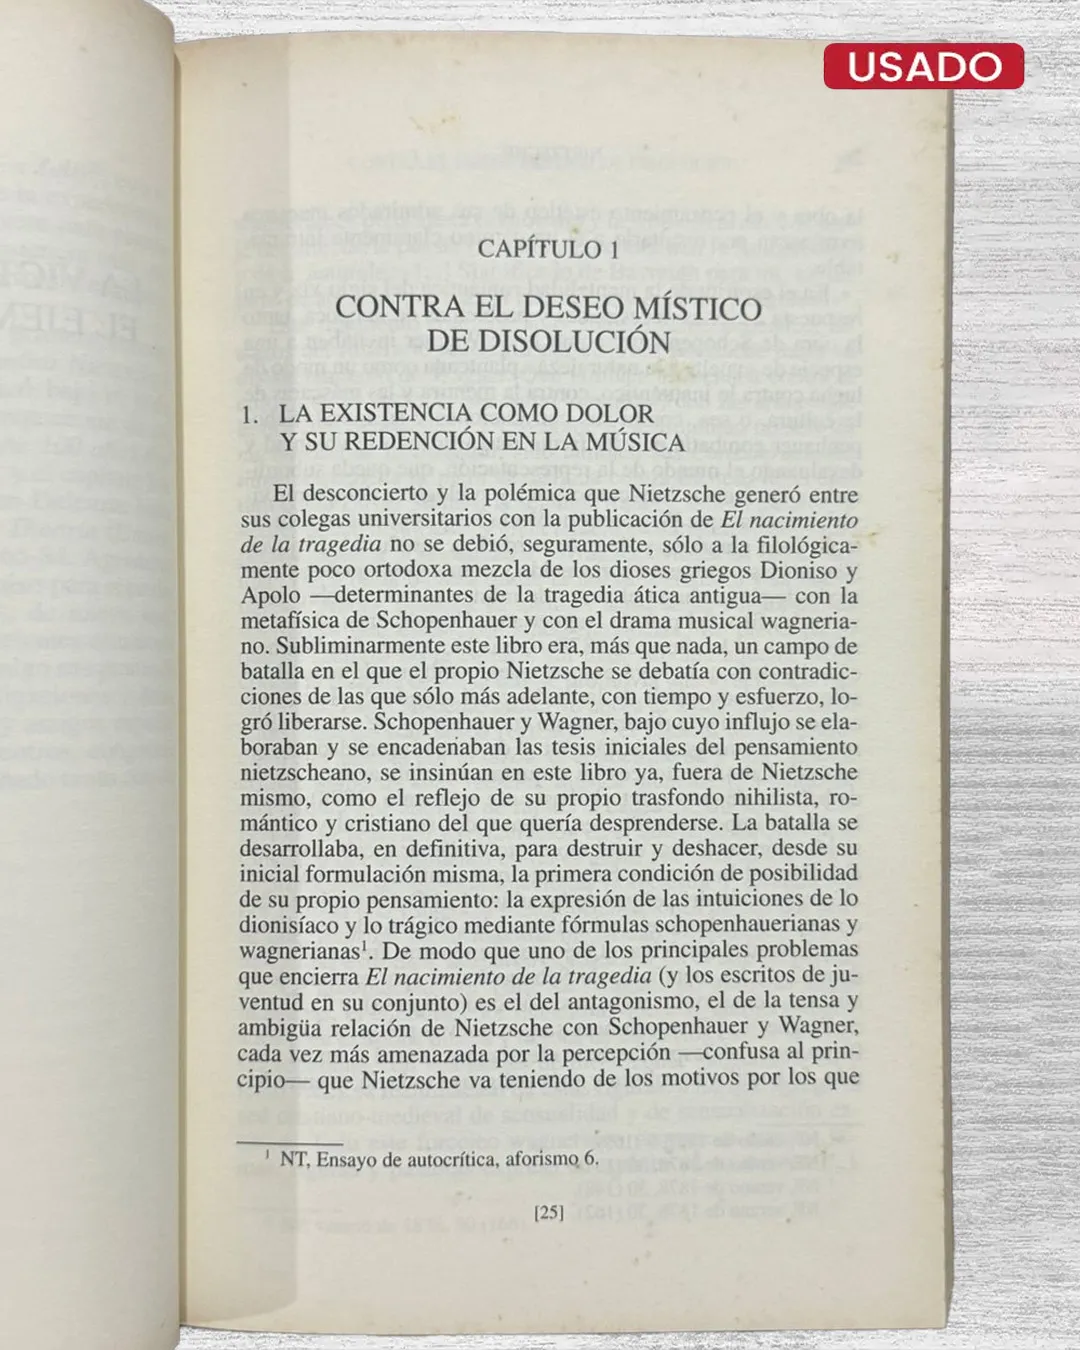 USADO
CAPÍTULO 1
CONTRA EL DESEO MÍSTICO
DE DISOLUCIÓN
1. LA EXISTENCIA COMO DOLOR
Y SU REDENCIÓN EN LA MÚSICA
El desconcierto y la polémica que Nietzsche generó entre
sus colegas universitarios con la publicación de El nacimiento
de la tragedia no se debió, seguramente, sólo a la filológica-
mente poco ortodoxa mezcla de los dioses griegos Dioniso y
Apolo —determinantes de la tragedia ática antigua— con la
metafísica de Schopenhauer y con el drama musical wagneria-
no. Subliminarmente este libro era, más que nada, un campo de
batalla en el que el propio Nietzsche se debatía con contradic-
ciones de las que sólo más adelante, con tiempo y esfuerzo, lo-
gró liberarse. Schopenhauer y Wagner, bajo cuyo influjo se ela-
boraban y se encadenaban las tesis iniciales del pensamiento
nietzscheano, se insinúan en este libro ya, fuera de Nietzsche
mismo, como el reflejo de su propio trasfondo nihilista, ro-
mántico y cristiano del que quería desprenderse. La batalla se
desarrollaba, en definitiva, para destruir y deshacer, desde su
inicial formulación misma, la primera condición de posibilidad
de su propio pensamiento: la expresión de las intuiciones de lo
dionisíaco y lo trágico mediante fórmulas schopenhauerianas y
wagnerianas¹. De modo que uno de los principales problemas
que encierra El nacimiento de la tragedia (y los escritos de ju-
ventud en su conjunto) es el del antagonismo, el de la tensa y
ambigüa relación de Nietzsche con Schopenhauer y Wagner,
cada vez más amenazada por la percepción —confusa al prin-
cipio— que Nietzsche va teniendo de los motivos por los que
¹ NT, Ensayo de autocrítica, aforismo 6.
[25]